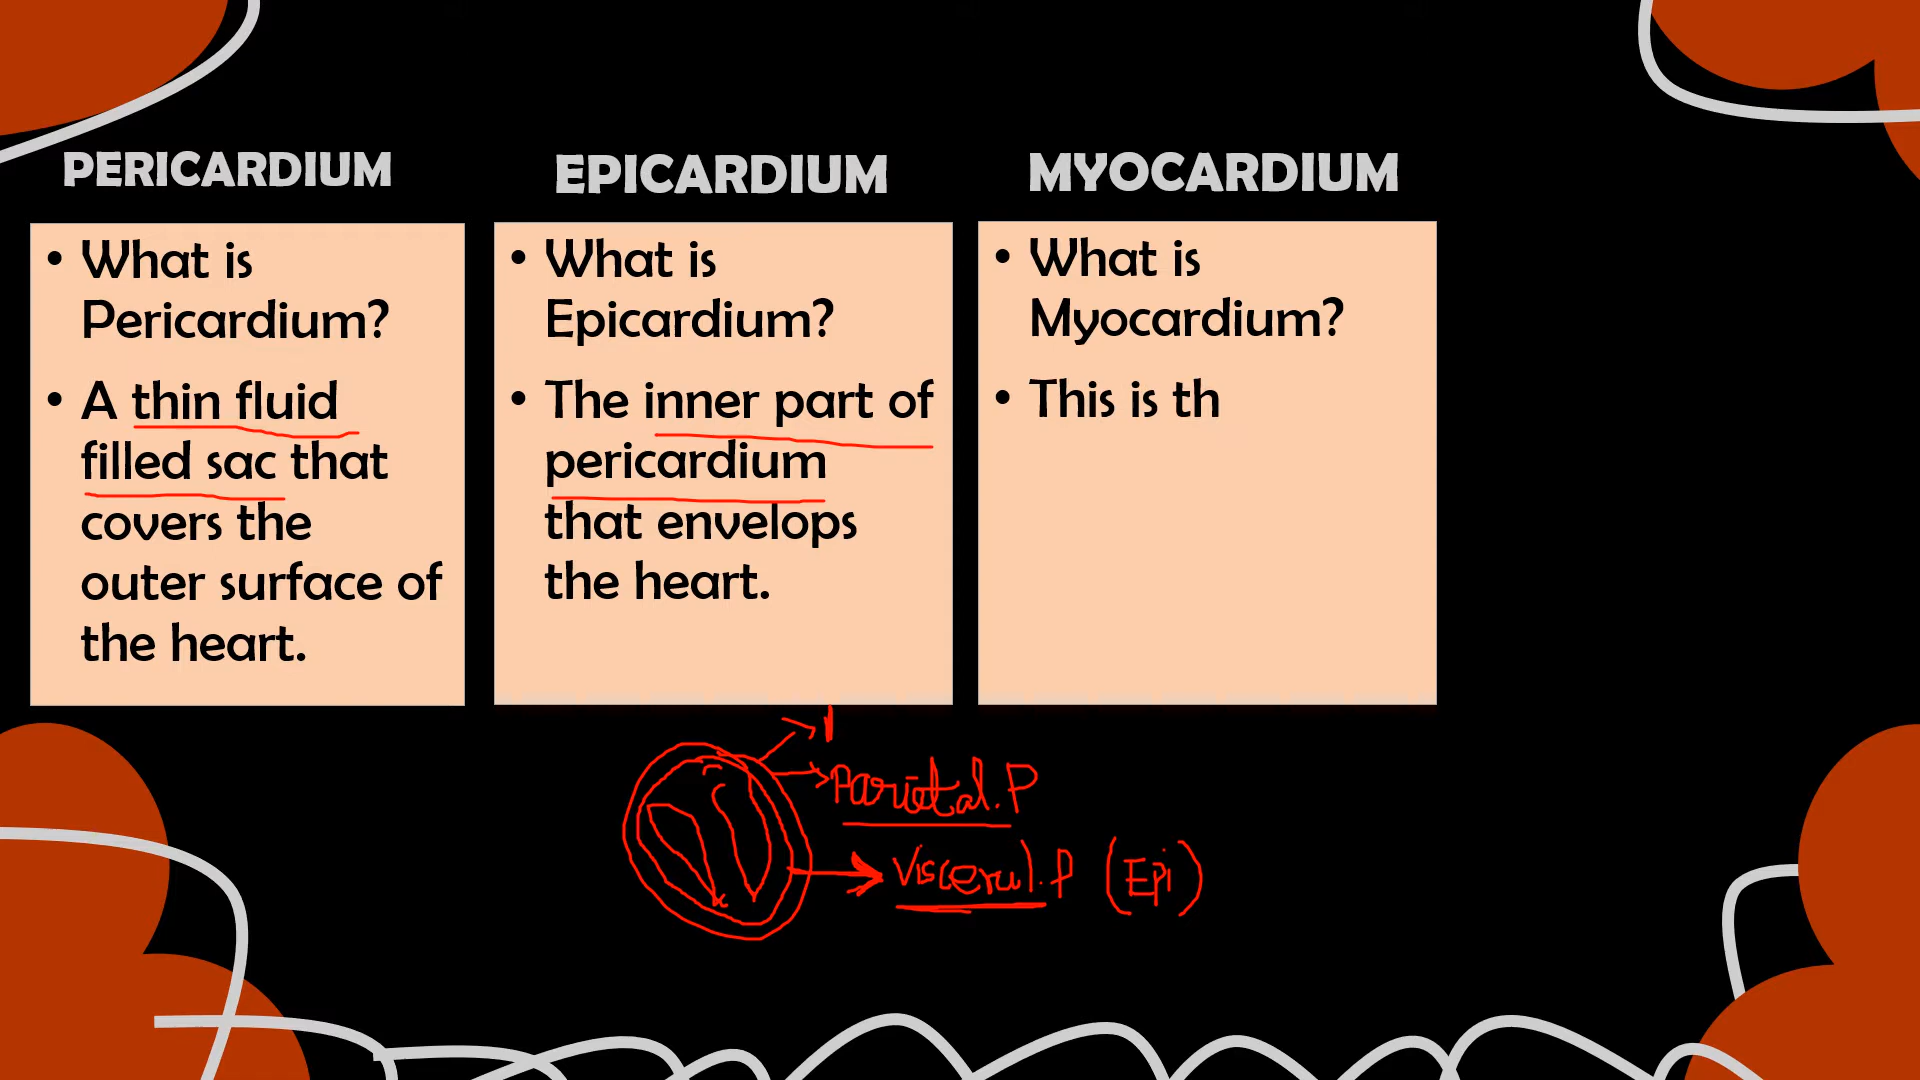 PERICARDIUM
• What is
Pericardium?
• A thin fluid
filled sac that
covers the
outer surface of
the heart.
EPICARDIUM
• What is
Epicardium?
• The inner part of
pericardium
that envelops
the heart.
MYOCARDIUM
• What is
Myocardium?
• This is th
Parietal.P
Visceral.P (Epi)